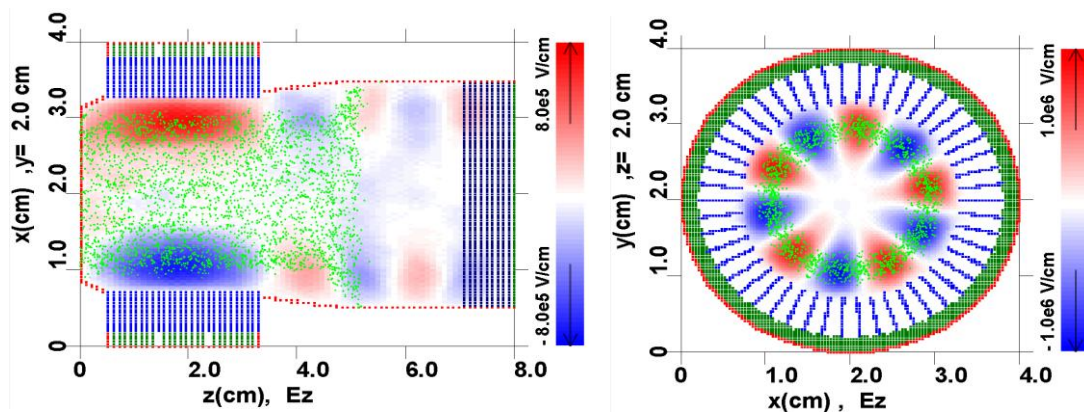 x(cm) ,y= 2.0 cm
0 1.0 2.0 3.0 4.0
0 2.0 4.0 6.0 8.0
z(cm), Ez
-8.0e5 V/cm 8.0e5 V/cm
y(cm) ,z= 2.0 cm
0 1.0 2.0 3.0 4.0
0 1.0 2.0 3.0 4.0
x(cm) , Ez
-1.0e6 V/cm 1.0e6 V/cm